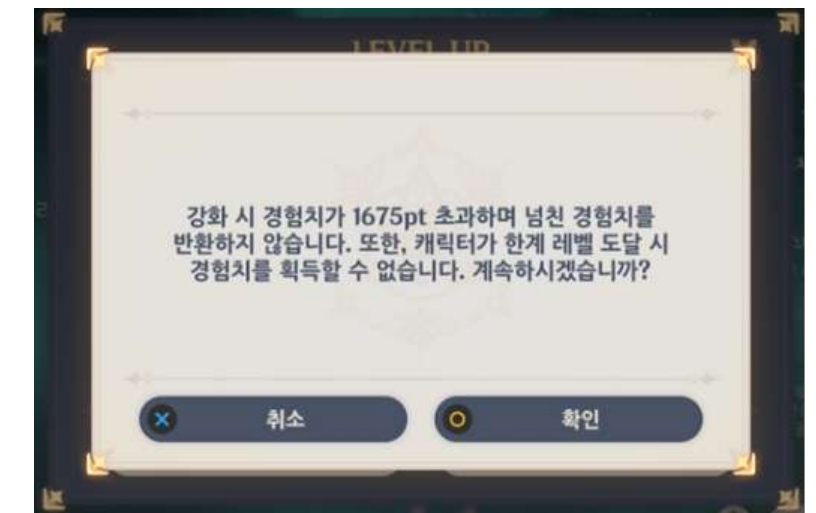 LEVEL UP
강화 시 경험치가 1675pt 초과하며 넘친 경험치를
반환하지 않습니다. 또한, 캐릭터가 한계 레벨 도달 시
경험치를 획득할 수 없습니다. 계속하시겠습니까?
취소
확인